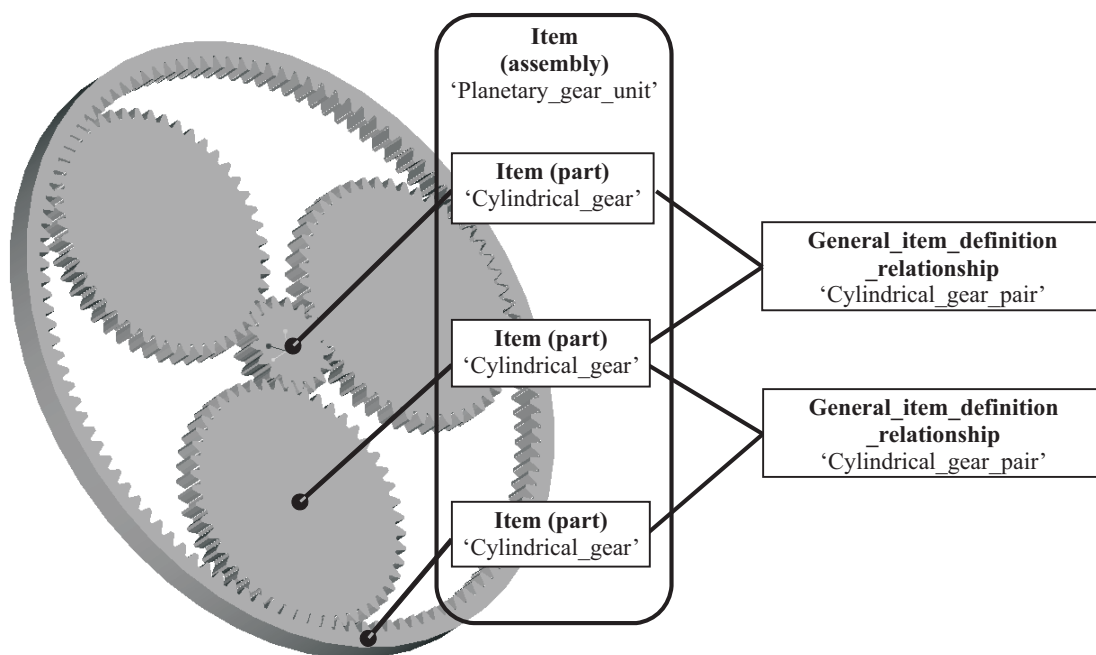 Item
(assembly)
‘Planetary_gear_unit’
Item (part)
‘Cylindrical_gear’
General_item_definition
_relationship
‘Cylindrical_gear_pair’
Item (part)
‘Cylindrical_gear’
General_item_definition
_relationship
‘Cylindrical_gear_pair’
Item (part)
‘Cylindrical_gear’